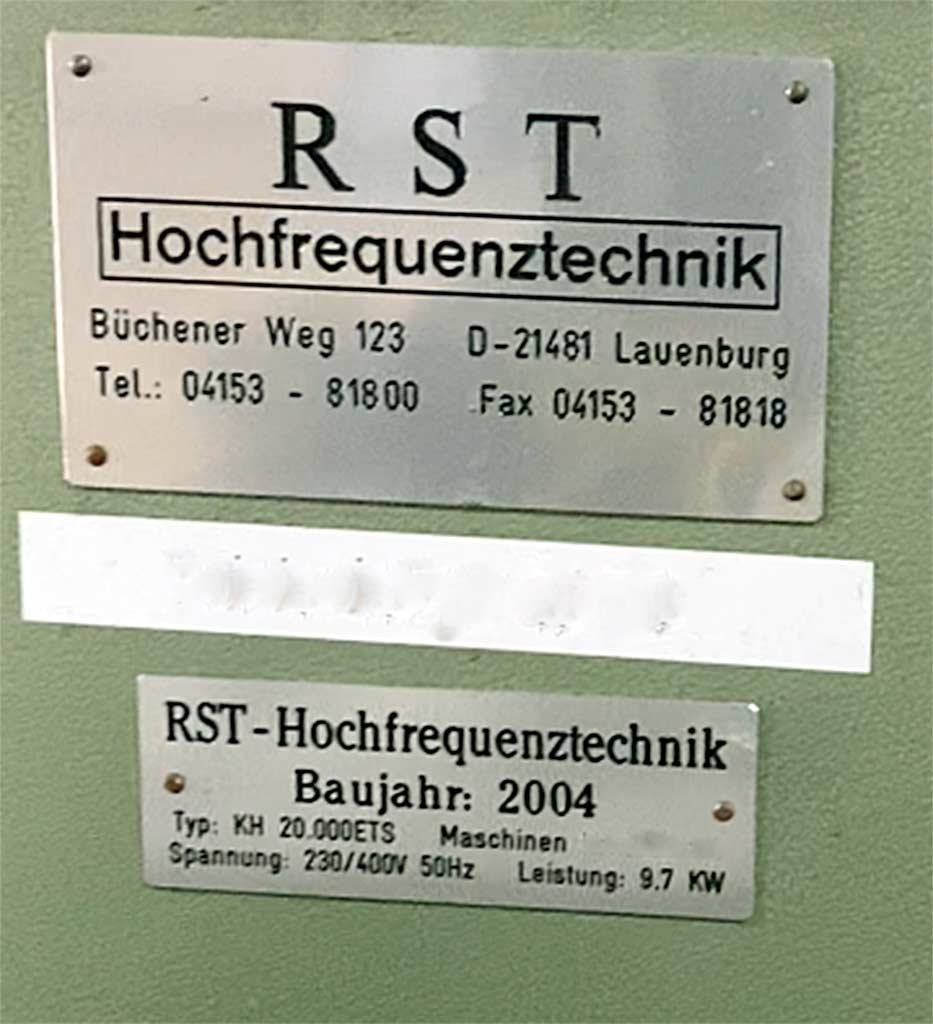 R S T
Hochfrequenztechnik
Büchener Weg 123 D-21481 Lauenburg
Tel.: 04153 - 81800 Fax 04153 - 81818
RST-Hochfrequenztechnik
Baujahr: 2004
Typ: KH 20.000ETS Maschinen
Spannung: 230/400V 50Hz Leistung: 9.7 KW